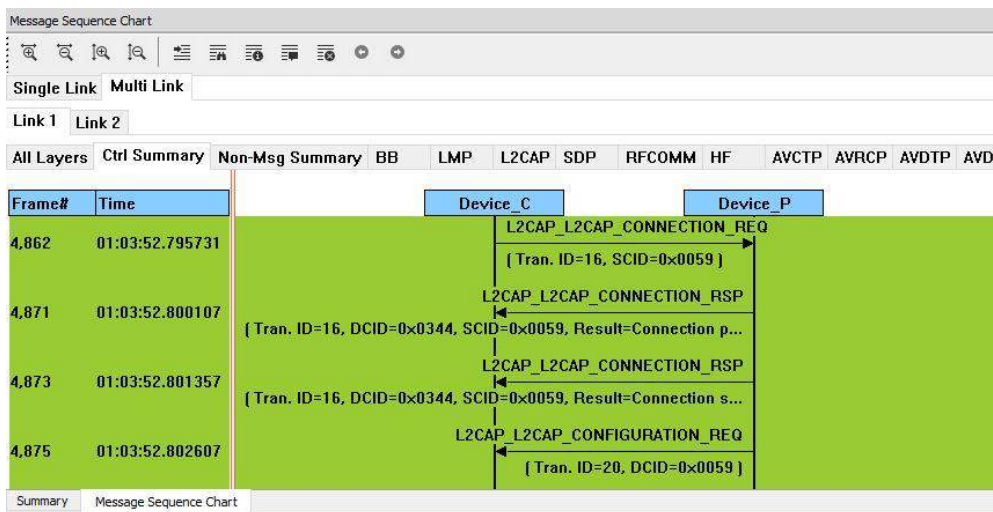 Message Sequence Chart
Single Link Multi Link
Link 1 Link 2
All Layers Ctrl Summary Non-Msg Summary BB LMP L2CAP SDP RFCOMM HF AVCTP AVRCP AVDTP AVD
Frame# Time Device_C Device_P
L2CAP_L2CAP_CONNECTION_REQ
4,862 01:03:52.795731
(Tran. ID=16, SCID=0x0059)
L2CAP_L2CAP_CONNECTION_RSP
4,871 01:03:52.800107
(Tran. ID=16, DCID=0x0344, SCID=0x0059, Result=Connection p...
L2CAP_L2CAP_CONNECTION_RSP
4,873 01:03:52.801357
(Tran. ID=16, DCID=0x0344, SCID=0x0059, Result=Connection s...
L2CAP_L2CAP_CONFIGURATION_REQ
4,875 01:03:52.802607
(Tran. ID=20, DCID=0x0059)
Summary Message Sequence Chart